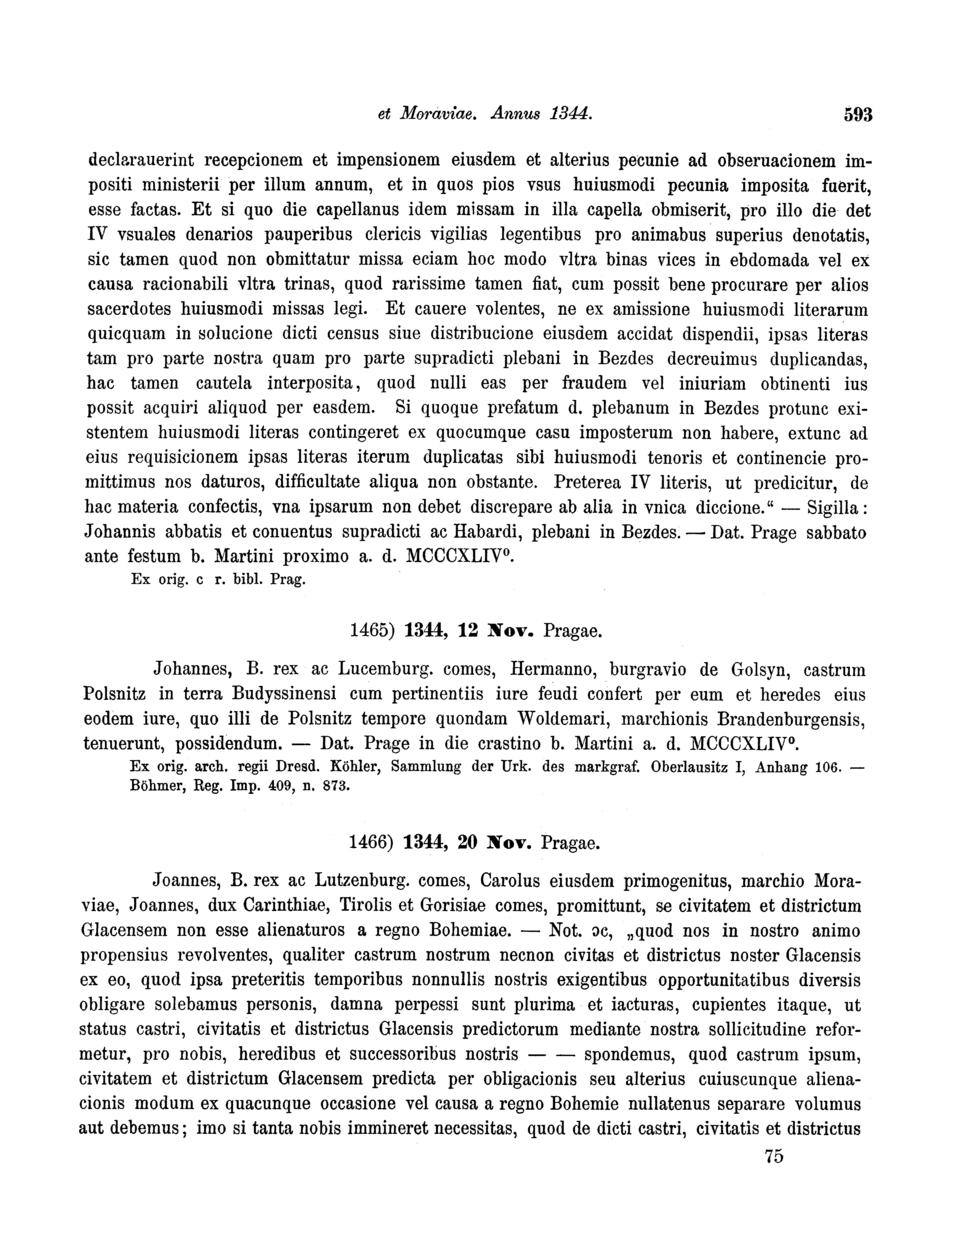 et Moraviae. Annus 1344. 593
declarauerint recepcionem et impensionem eiusdem et alterius pecunie ad obseruacionem im-
positi ministerii per illum annum, et in quos pios vsus huiusmodi pecunia imposita fuerit,
esse factas. Et si quo die capellanus idem missam in illa capella obmiserit, pro illo die det
IV vsuales denarios pauperibus clericis vigilias legentibus pro animabus superius denotatis,
sic tamen quod non obmittatur missa eciam hoc modo vltra binas vices in ebdomada vel ex
causa racionabili vltra trinas, quod rarissime tamen fiat, cum possit bene procurare per alios
sacerdotes huiusmodi missas legi. Et cauere volentes, ne ex amissione huiusmodi literarum
quicquam in solucione dicti census siue distribucione eiusdem accidat dispendii, ipsas literas
tam pro parte nostra quam pro parte supradicti plebani in Bezdes decreuimus duplicandas,
hac tamen cautela interposita, quod nulli eas per fraudem vel iniuriam obtinenti ius
possit acquiri aliquod per easdem. Si quoque prefatum d. plebanum in Bezdes protunc exi-
stentem huiusmodi literas contingeret ex quocumque casu imposterum non habere, extunc ad
eius requisicionem ipsas literas iterum duplicatas sibi huiusmodi tenoris et continencie pro-
mittimus nos daturos, difficultate aliqua non obstante. Preterea IV literis, ut predicitur, de
hac materia confectis, vna ipsarum non debet discrepare ab alia in vnica diccione.“ — Sigilla:
Johannis abbatis et conuentus supradicti ac Habardi, plebani in Bezdes. — Dat. Prage sabbato
ante festum b. Martini proximo a. d. MCCCXLIV⁰.
Ex orig. c r. bibl. Prag.
1465) 1344, 12 Nov. Pragae.
Johannes, B. rex ac Lucemburg. comes, Hermanno, burgravio de Golsyn, castrum
Polsnitz in terra Budyssinensi cum pertinentiis iure feudi confert per eum et heredes eius
eodem iure, quo illi de Polsnitz tempore quondam Woldemari, marchionis Brandenburgensis,
tenuerunt, possidendum. — Dat. Prage in die crastino b. Martini a. d. MCCCXLIV⁰.
Ex orig. arch. regii Dresd. Köhler, Sammlung der Urk. des markgraf. Oberlausitz I, Anhang 106. —
Böhmer, Reg. Imp. 409, n. 873.
1466) 1344, 20 Nov. Pragae.
Joannes, B. rex ac Lutzenburg. comes, Carolus eiusdem primogenitus, marchio Mora-
viae, Joannes, dux Carinthiae, Tirolis et Gorisiae comes, promittunt, se civitatem et districtum
Glacensem non esse alienaturos a regno Bohemiae. — Not. ɔc, „quod nos in nostro animo
propensius revolventes, qualiter castrum nostrum necnon civitas et districtus noster Glacensis
ex eo, quod ipsa preteritis temporibus nonnullis nostris exigentibus opportunitatibus diversis
obligare solebamus personis, damna perpessi sunt plurima et iacturas, cupientes itaque, ut
status castri, civitatis et districtus Glacensis predictorum mediante nostra sollicitudine refor-
metur, pro nobis, heredibus et successoribus nostris — — spondemus, quod castrum ipsum,
civitatem et districtum Glacensem predicta per obligacionis seu alterius cuiuscunque aliena-
cionis modum ex quacunque occasione vel causa a regno Bohemie nullatenus separare volumus
aut debemus; imo si tanta nobis immineret necessitas, quod de dicti castri, civitatis et districtus
75